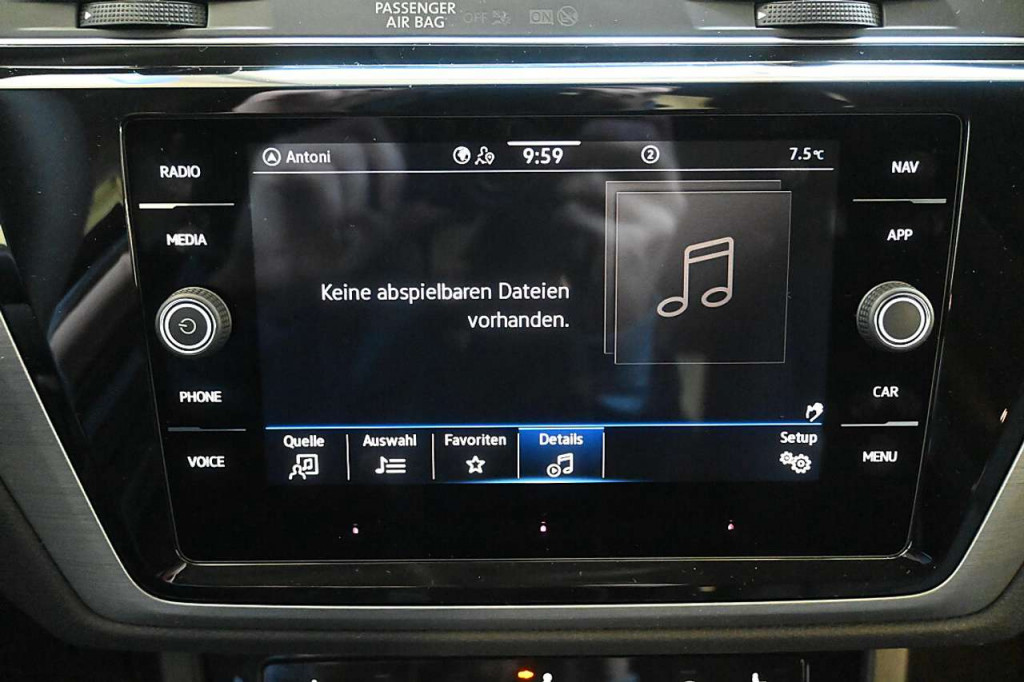 PASSENGER
AIR BAG OFF ON
RADIO
MEDIA
PHONE
VOICE
Antoni 9:59 2 7.5°C
Keine abspielbaren Dateien
vorhanden.
Quelle Auswahl Favoriten Details Setup
NAV
APP
CAR
MENU